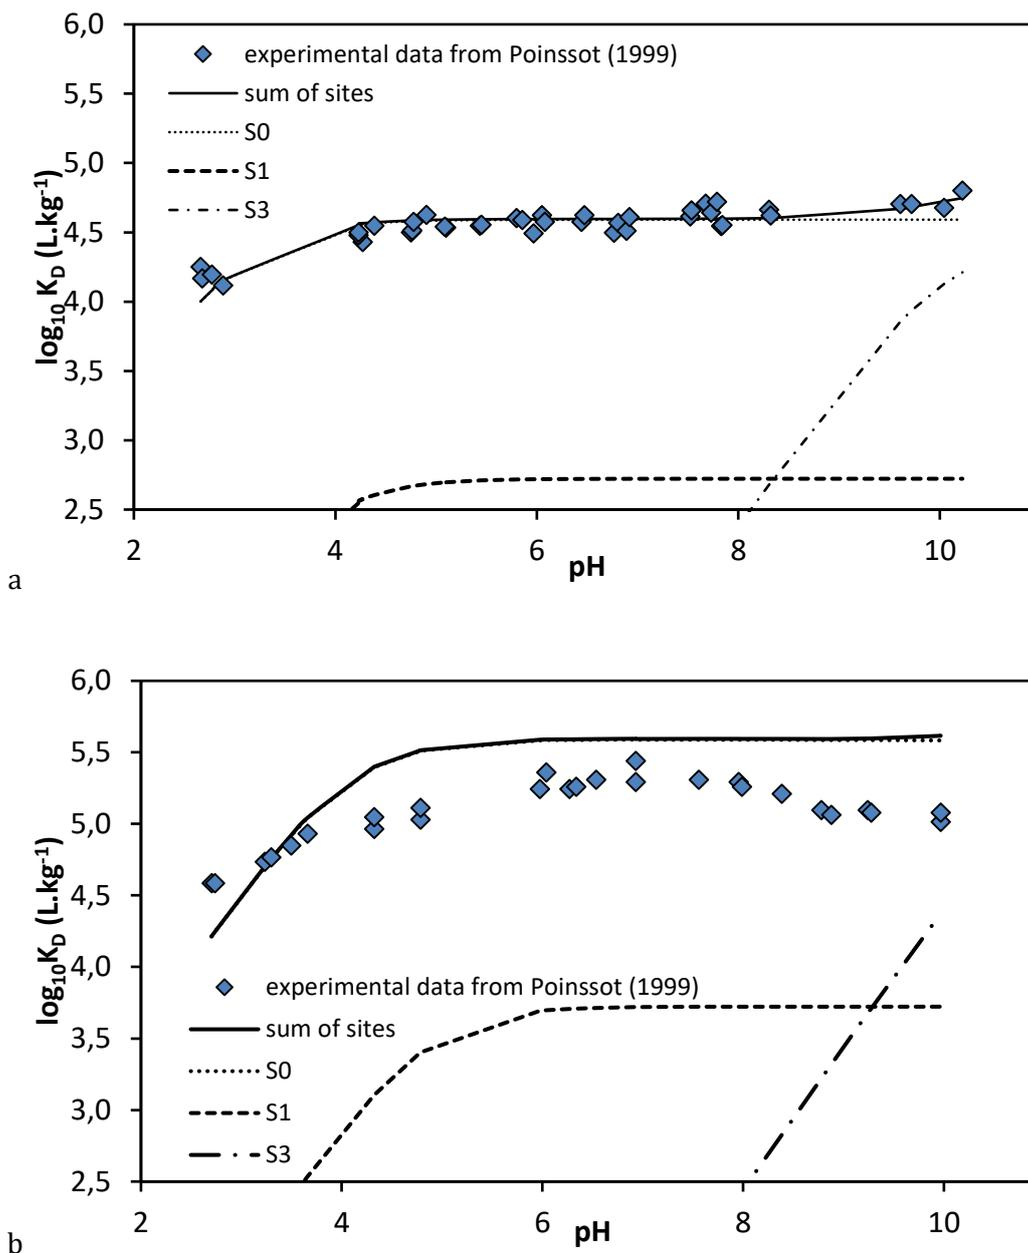 6,0
experimental data from Poinssot (1999)
5,5
sum of sites
S0
5,0
S1
S3
4,5
4,0
3,5
3,0
2,5
log10 KD (L.kg-1)
2 4 6 8 10
pH
a
6,0
5,5
5,0
4,5
4,0
experimental data from Poinssot (1999)
3,5
sum of sites
S0
3,0
S1
S3
2,5
log10KD (L.kg-1)
2 4 6 8 10
pH
b